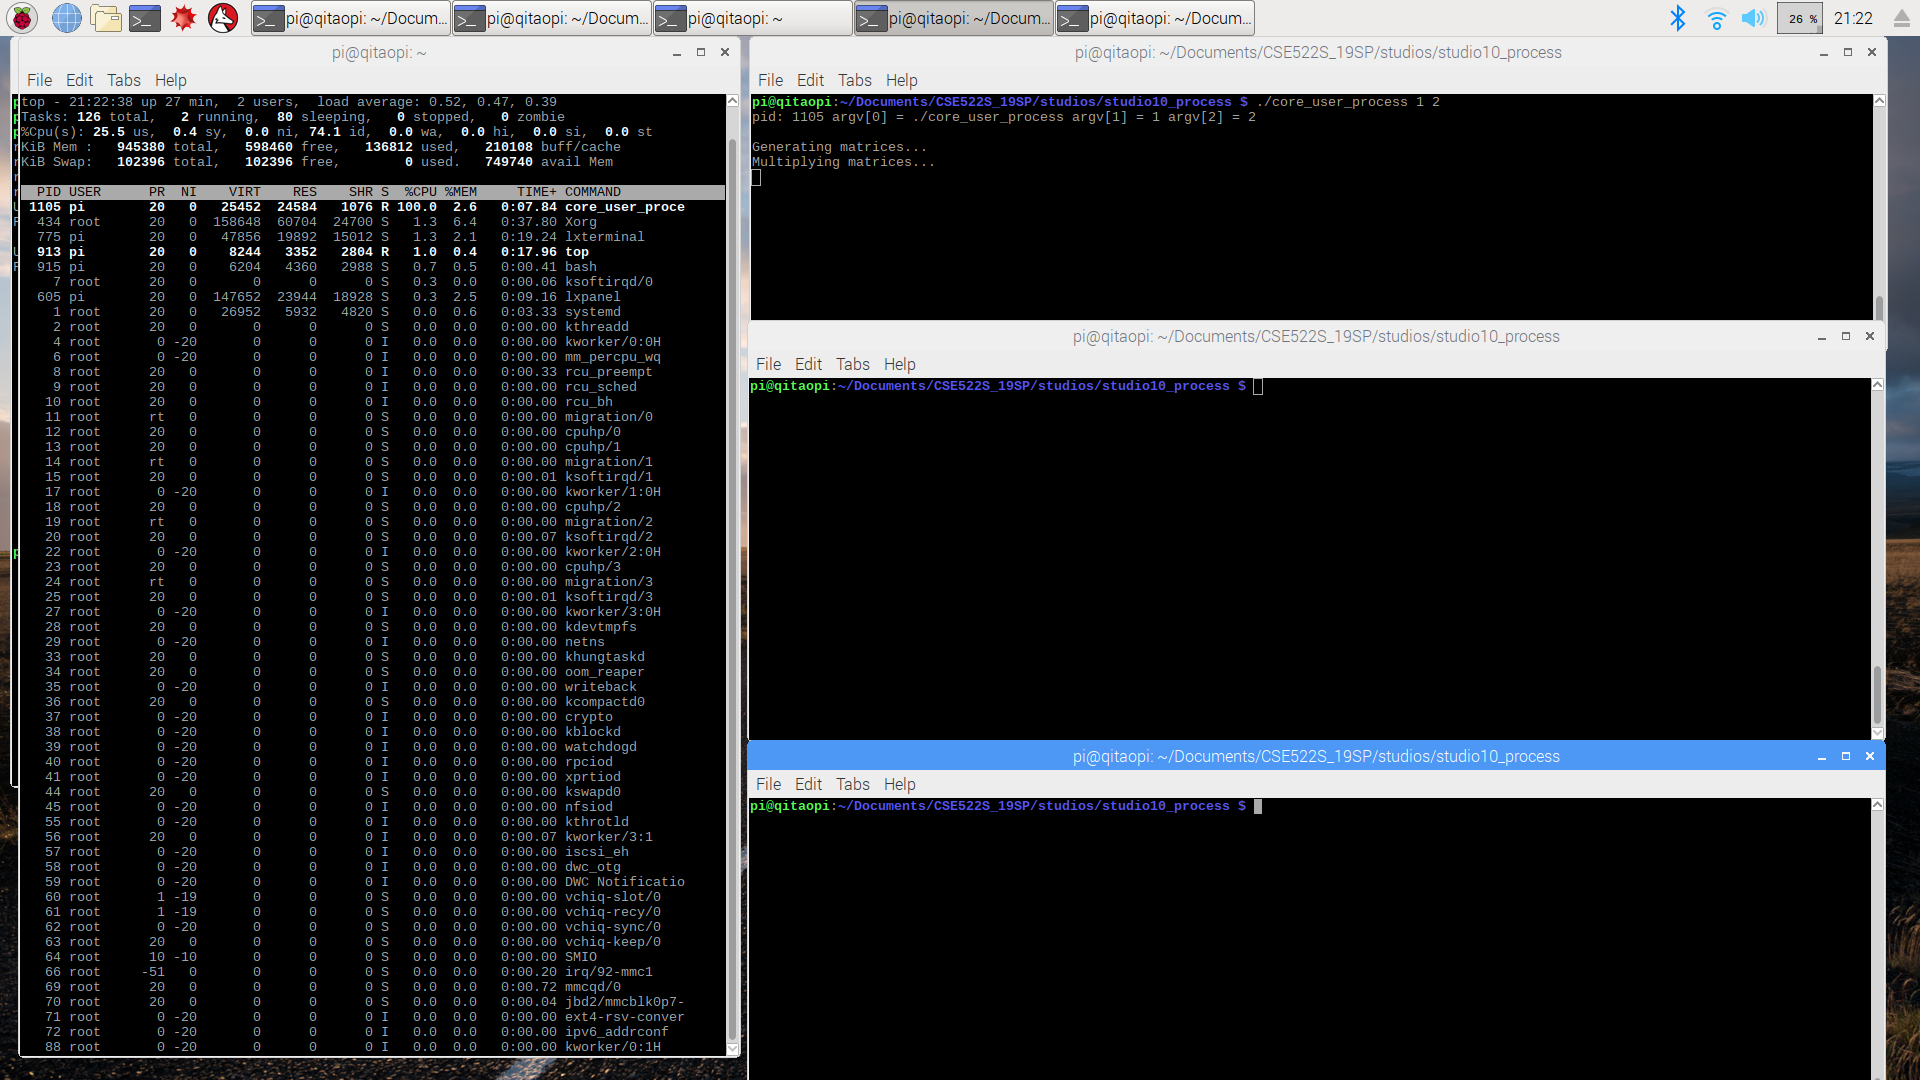 pi@qitaopi: ~/Docum...
pi@qitaopi: ~/Docum...
pi@qitaopi: ~
pi@qitaopi: ~/Docum...
pi@qitaopi: ~/Docum...
26 %
21:22
pi@qitaopi: ~
File Edit Tabs Help
top - 21:22:38 up 27 min,  2 users,  load average: 0.52, 0.47, 0.39
Tasks: 126 total,   2 running,  80 sleeping,   0 stopped,   0 zombie
%Cpu(s): 25.5 us,  0.4 sy,  0.0 ni, 74.1 id,  0.0 wa,  0.0 hi,  0.0 si,  0.0 st
KiB Mem :   945380 total,   598460 free,   136812 used,   210108 buff/cache
KiB Swap:   102396 total,   102396 free,        0 used.   749740 avail Mem
PID USER      PR  NI    VIRT    RES    SHR S  %CPU %MEM     TIME+ COMMAND
1105 pi        20   0   25452  24584   1076 R 100.0  2.6   0:07.84 core_user_proce
434 root      20   0  158648  60704  24700 S   1.3  6.4   0:37.80 Xorg
775 pi        20   0   47856  19892  15012 S   1.3  2.1   0:19.24 lxterminal
913 pi        20   0    8244   3352   2804 R   1.0  0.4   0:17.96 top
915 pi        20   0    6204   4360   2988 S   0.7  0.5   0:00.41 bash
7 root      20   0       0      0      0 S   0.3  0.0   0:00.06 ksoftirqd/0
605 pi        20   0  147652  23944  18928 S   0.3  2.5   0:09.16 lxpanel
1 root      20   0   26952   5932   4820 S   0.0  0.6   0:03.33 systemd
2 root      20   0       0      0      0 S   0.0  0.0   0:00.00 kthreadd
4 root       0 -20       0      0      0 I   0.0  0.0   0:00.00 kworker/0:0H
6 root       0 -20       0      0      0 I   0.0  0.0   0:00.00 mm_percpu_wq
8 root      20   0       0      0      0 I   0.0  0.0   0:00.33 rcu_preempt
9 root      20   0       0      0      0 I   0.0  0.0   0:00.00 rcu_sched
10 root      20   0       0      0      0 I   0.0  0.0   0:00.00 rcu_bh
11 root      rt   0       0      0      0 S   0.0  0.0   0:00.00 migration/0
12 root      20   0       0      0      0 S   0.0  0.0   0:00.00 cpuhp/0
13 root      20   0       0      0      0 S   0.0  0.0   0:00.00 cpuhp/1
14 root      rt   0       0      0      0 S   0.0  0.0   0:00.00 migration/1
15 root      20   0       0      0      0 S   0.0  0.0   0:00.01 ksoftirqd/1
17 root       0 -20       0      0      0 I   0.0  0.0   0:00.00 kworker/1:0H
18 root      20   0       0      0      0 S   0.0  0.0   0:00.00 cpuhp/2
19 root      rt   0       0      0      0 S   0.0  0.0   0:00.00 migration/2
20 root      20   0       0      0      0 S   0.0  0.0   0:00.07 ksoftirqd/2
22 root       0 -20       0      0      0 I   0.0  0.0   0:00.00 kworker/2:0H
23 root      20   0       0      0      0 S   0.0  0.0   0:00.00 cpuhp/3
24 root      rt   0       0      0      0 S   0.0  0.0   0:00.00 migration/3
25 root      20   0       0      0      0 S   0.0  0.0   0:00.01 ksoftirqd/3
27 root       0 -20       0      0      0 I   0.0  0.0   0:00.00 kworker/3:0H
28 root      20   0       0      0      0 S   0.0  0.0   0:00.00 kdevtmpfs
29 root       0 -20       0      0      0 I   0.0  0.0   0:00.00 netns
33 root      20   0       0      0      0 S   0.0  0.0   0:00.00 khungtaskd
34 root      20   0       0      0      0 S   0.0  0.0   0:00.00 oom_reaper
35 root       0 -20       0      0      0 I   0.0  0.0   0:00.00 writeback
36 root      20   0       0      0      0 S   0.0  0.0   0:00.00 kcompactd0
37 root       0 -20       0      0      0 I   0.0  0.0   0:00.00 crypto
38 root       0 -20       0      0      0 I   0.0  0.0   0:00.00 kblockd
39 root       0 -20       0      0      0 I   0.0  0.0   0:00.00 watchdogd
40 root       0 -20       0      0      0 I   0.0  0.0   0:00.00 rpciod
41 root       0 -20       0      0      0 I   0.0  0.0   0:00.00 xprtiod
44 root      20   0       0      0      0 S   0.0  0.0   0:00.00 kswapd0
45 root       0 -20       0      0      0 I   0.0  0.0   0:00.00 nfsiod
55 root       0 -20       0      0      0 I   0.0  0.0   0:00.00 kthrotld
56 root      20   0       0      0      0 I   0.0  0.0   0:00.07 kworker/3:1
57 root       0 -20       0      0      0 I   0.0  0.0   0:00.00 iscsi_eh
58 root       0 -20       0      0      0 I   0.0  0.0   0:00.00 dwc_otg
59 root       0 -20       0      0      0 I   0.0  0.0   0:00.00 DWC Notificatio
60 root       1 -19       0      0      0 S   0.0  0.0   0:00.00 vchiq-slot/0
61 root       1 -19       0      0      0 S   0.0  0.0   0:00.00 vchiq-recy/0
62 root       0 -20       0      0      0 S   0.0  0.0   0:00.00 vchiq-sync/0
63 root      20   0       0      0      0 S   0.0  0.0   0:00.00 vchiq-keep/0
64 root      10 -10       0      0      0 S   0.0  0.0   0:00.00 SMIO
66 root     -51   0       0      0      0 S   0.0  0.0   0:00.20 irq/92-mmc1
69 root      20   0       0      0      0 S   0.0  0.0   0:00.72 mmcqd/0
70 root      20   0       0      0      0 S   0.0  0.0   0:00.04 jbd2/mmcblk0p7-
71 root       0 -20       0      0      0 I   0.0  0.0   0:00.00 ext4-rsv-conver
72 root       0 -20       0      0      0 I   0.0  0.0   0:00.00 ipv6_addrconf
88 root       0 -20       0      0      0 I   0.0  0.0   0:00.00 kworker/0:1H
pi@qitaopi: ~/Documents/CSE522S_19SP/studios/studio10_process
File Edit Tabs Help
pi@qitaopi:~/Documents/CSE522S_19SP/studios/studio10_process $ ./core_user_process 1 2
pid: 1105 argv[0] = ./core_user_process argv[1] = 1 argv[2] = 2
Generating matrices...
Multiplying matrices...
pi@qitaopi: ~/Documents/CSE522S_19SP/studios/studio10_process
File Edit Tabs Help
pi@qitaopi:~/Documents/CSE522S_19SP/studios/studio10_process $
pi@qitaopi: ~/Documents/CSE522S_19SP/studios/studio10_process
File Edit Tabs Help
pi@qitaopi:~/Documents/CSE522S_19SP/studios/studio10_process $